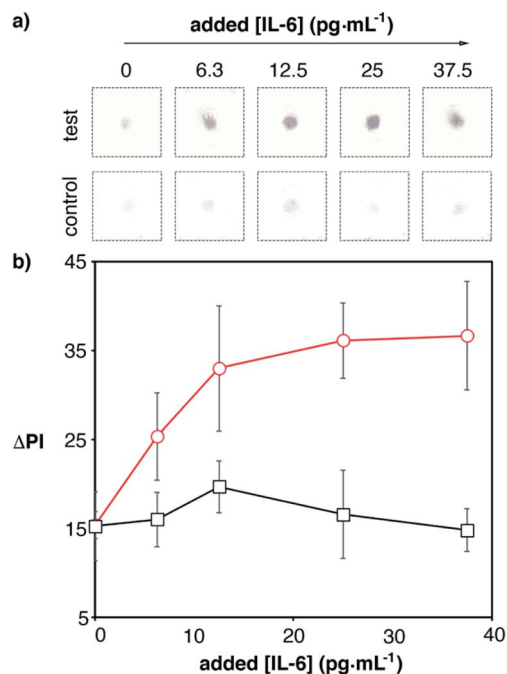 a)
added [IL-6] (pg·mL⁻¹)
0 6.3 12.5 25 37.5
test
control
b)
45
35
25
15
5
ΔPI
0 10 20 30 40
added [IL-6] (pg·mL⁻¹)